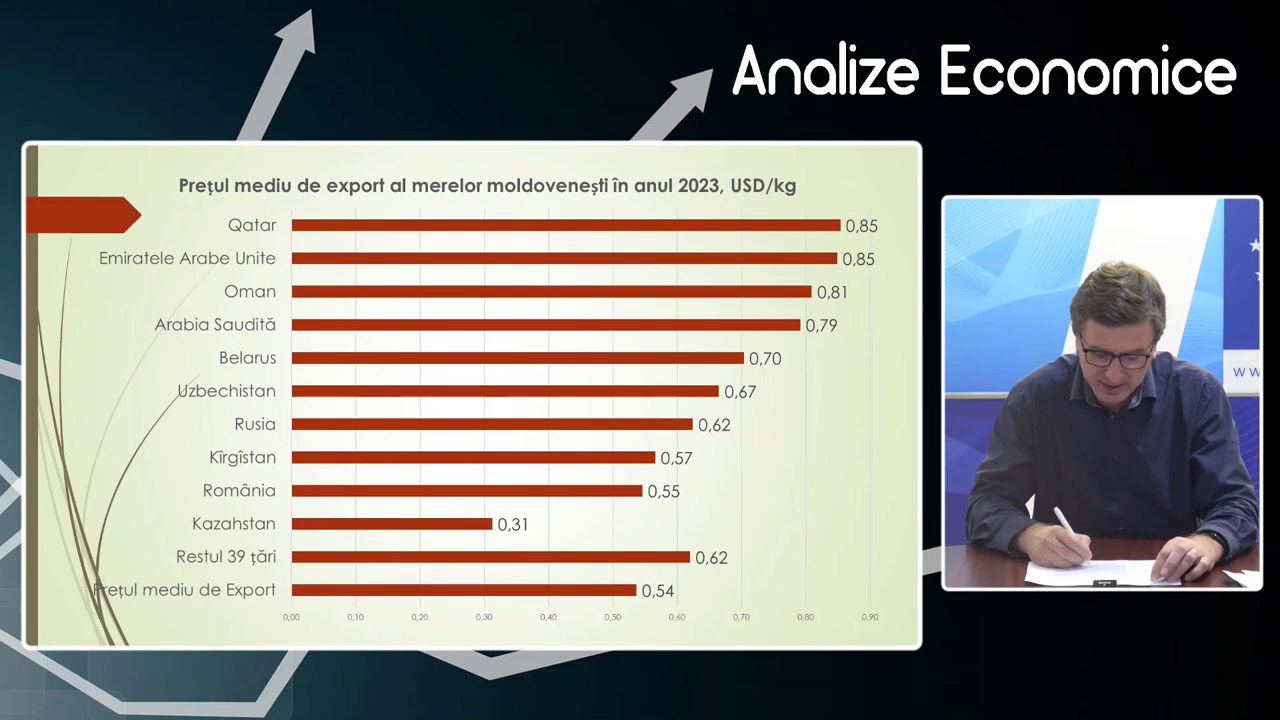 Analize Economice
Prețul mediu de export al merelor moldovenești în anul 2023, USD/kg
Qatar 0,85
Emiratele Arabe Unite 0,85
Oman 0,81
Arabia Saudită 0,79
Belarus 0,70
Uzbechistan 0,67
Rusia 0,62
Kîrgîstan 0,57
România 0,55
Kazahstan 0,31
Restul 39 țări 0,62
Prețul mediu de Export 0,54
0,00 0,10 0,20 0,30 0,40 0,50 0,60 0,70 0,80 0,90